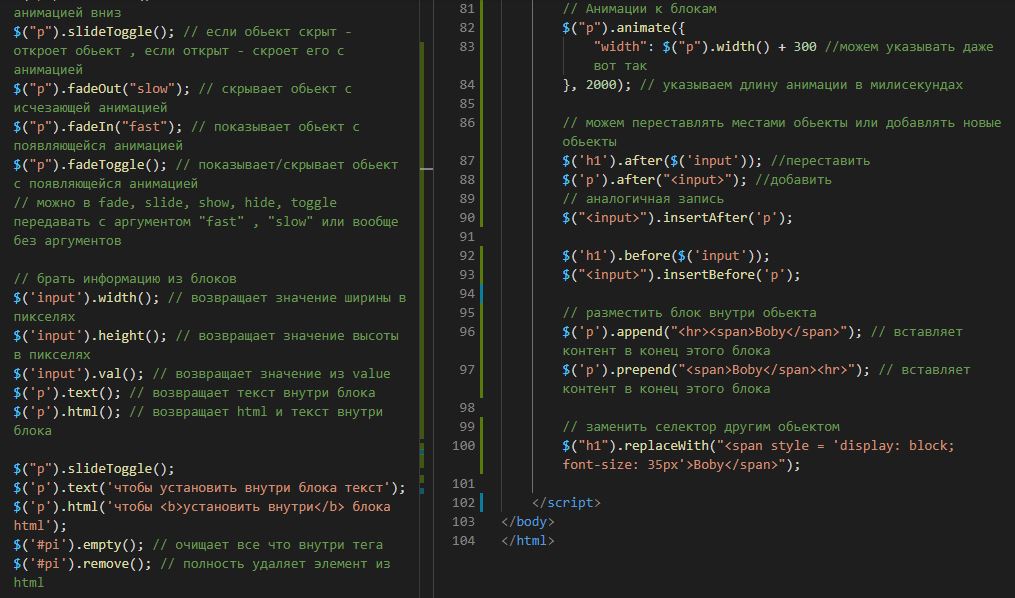 анимацией вниз
$("p").slideToggle(); // если обьект скрыт -
откроет обьект , если открыт - скроет его с
анимацией
$("p").fadeOut("slow"); // скрывает обьект с
исчезающей анимацией
$("p").fadeIn("fast"); // показывает обьект с
появляющейся анимацией
$("p").fadeToggle(); // показывает/скрывает обьект
с появляющейся анимацией
// можно в fade, slide, show, hide, toggle
передавать с аргументом "fast" , "slow" или вообще
без аргументов
// брать информацию из блоков
$('input').width(); // возвращает значение ширины в
пикселях
$('input').height(); // возвращает значение высоты
в пикселях
$('input').val(); // возвращает значение из value
$('p').text(); // возвращает текст внутри блока
$('p').html(); // возвращает html и текст внутри
блока
$("p").slideToggle();
$('p').text('чтобы установить внутри блока текст');
$('p').html('чтобы <b>установить внутри</b> блока
html');
$('#pi').empty(); // очищает все что внутри тега
$('#pi').remove(); // полность удаляет элемент из
html
81 // Анимации к блокам
82 $("p").animate({
83 "width": $("p").width() + 300 //можем указывать даже
вот так
84 }, 2000); // указываем длину анимации в милисекундах
85
86 // можем переставлять местами обьекты или добавлять новые
обьекты
87 $('h1').after($('input')); //переставить
88 $('p').after("<input>"); //добавить
89 // аналогичная запись
90 $("<input>").insertAfter('p');
91
92 $('h1').before($('input'));
93 $("<input>").insertBefore('p');
94
95 // разместить блок внутри обьекта
96 $('p').append("<hr><span>Boby</span>"); // вставляет
контент в конец этого блока
97 $('p').prepend("<span>Boby</span><hr>"); // вставляет
контент в конец этого блока
98
99 // заменить селектор другим обьектом
100 $("h1").replaceWith("<span style = 'display: block;
font-size: 35px'>Boby</span>");
101
102 </script>
103 </body>
104 </html>